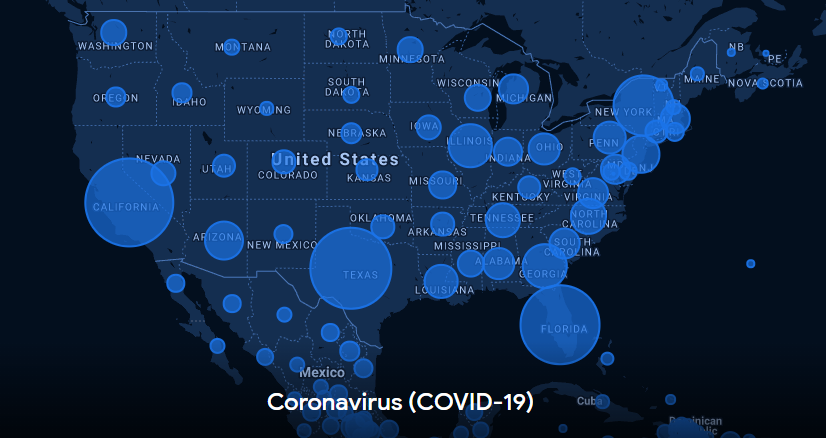 WASHINGTON
MONTANA
NORTH
DAKOTA
MINNESOTA
NB
PE
MAINE
NOVA SCOTIA
OREGON
IDAHO
WYOMING
SOUTH
DAKOTA
WISCONSIN
MICHIGAN
NEW YORK
NEBRASKA
IOWA
ILLINOIS
INDIANA
OHIO
PENN
NJ
NEVADA
UTAH
United States
COLORADO
KANSAS
MISSOURI
WEST
VIRGINIA
VIRGINIA
KENTUCKY
CALIFORNIA
ARIZONA
NEW MEXICO
OKLAHOMA
ARKANSAS
TENNESSEE
NORTH
CAROLINA
MISSISSIPPI
ALABAMA
SOUTH
CAROLINA
GEORGIA
TEXAS
LOUISIANA
FLORIDA
Mexico
Cuba
Coronavirus (COVID-19)